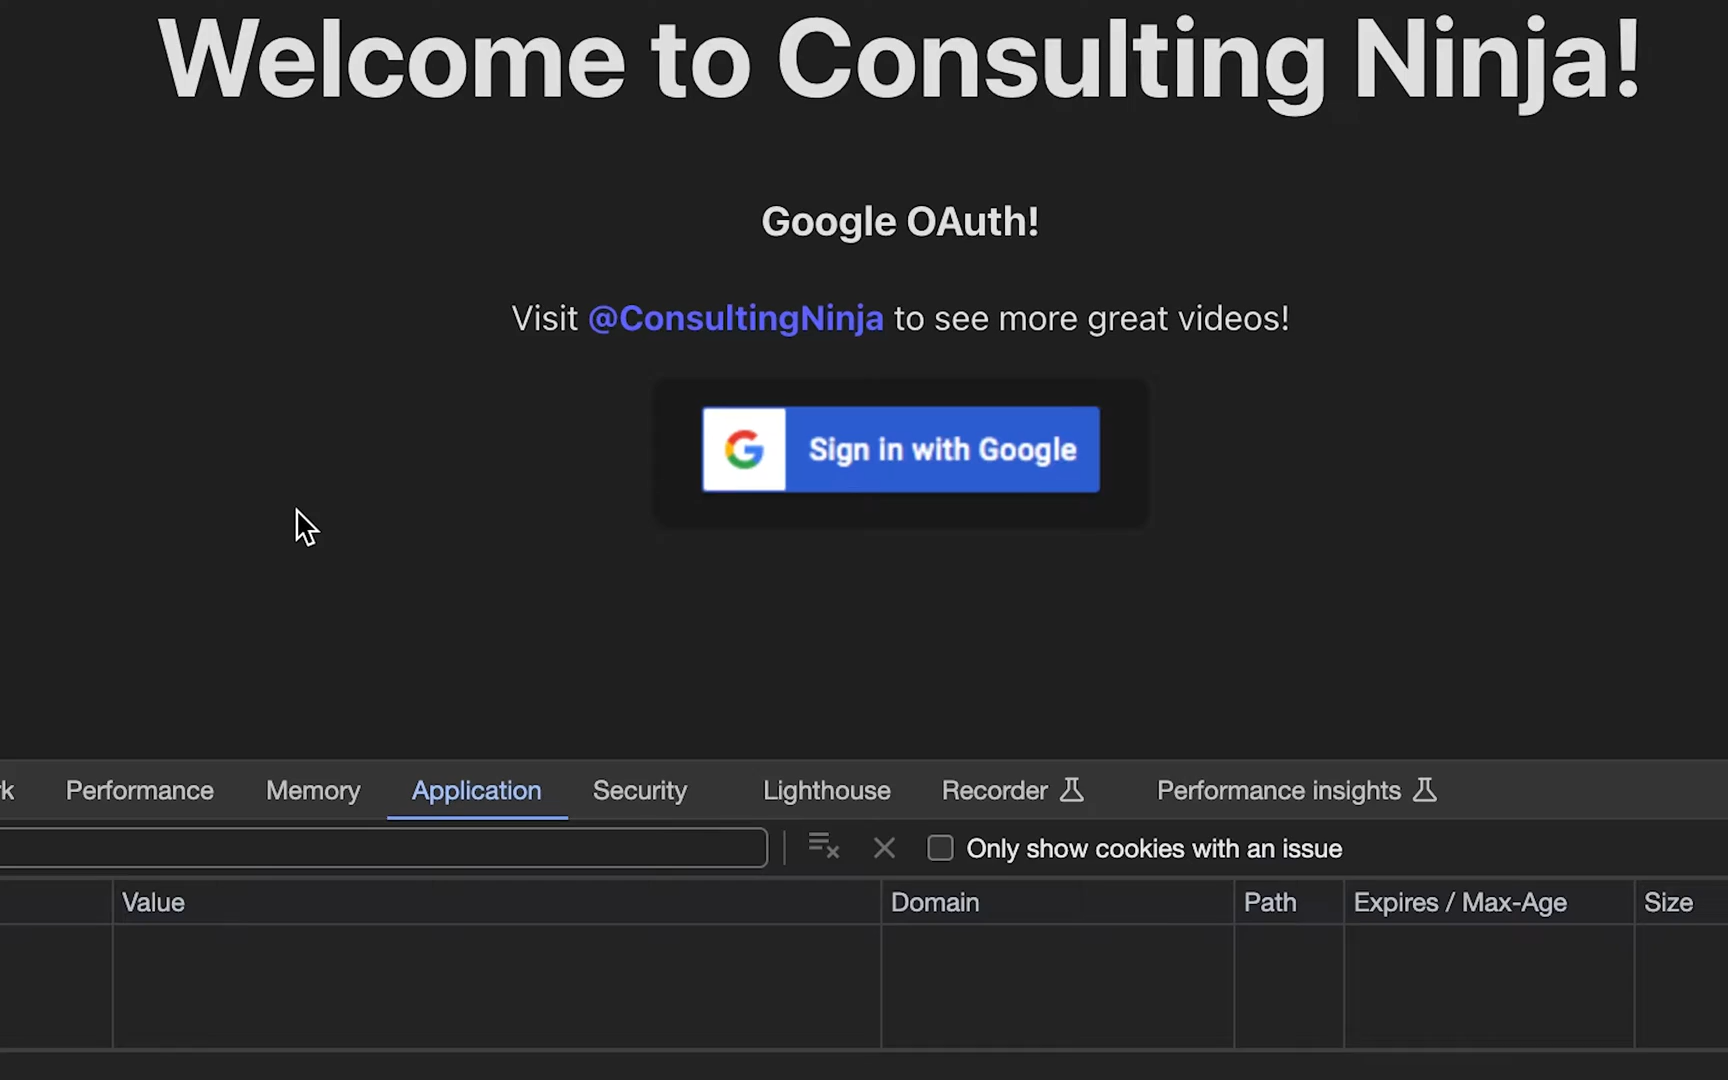 Welcome to Consulting Ninja!
Google OAuth!
Visit @ConsultingNinja to see more great videos!
Sign in with Google
k Performance Memory Application Security Lighthouse Recorder Performance insights
Only show cookies with an issue
Value Domain Path Expires / Max-Age Size